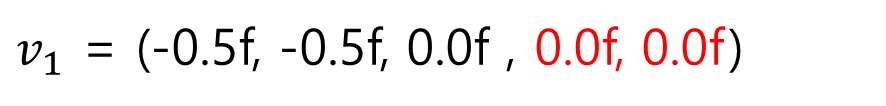 v₁ = (-0.5f, -0.5f, 0.0f , 0.0f, 0.0f)